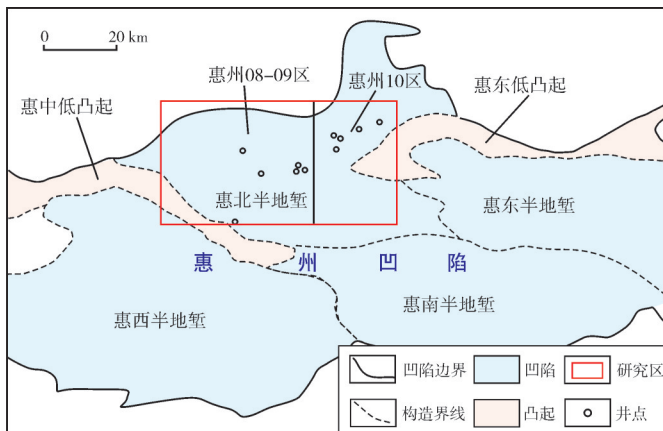 0 20 km
惠州08-09区
惠州10区
惠东低凸起
惠中低凸起
惠北半地堑
惠东半地堑
惠州凹陷
惠西半地堑
惠南半地堑
凹陷边界 凹陷 研究区
构造界线 凸起 井点